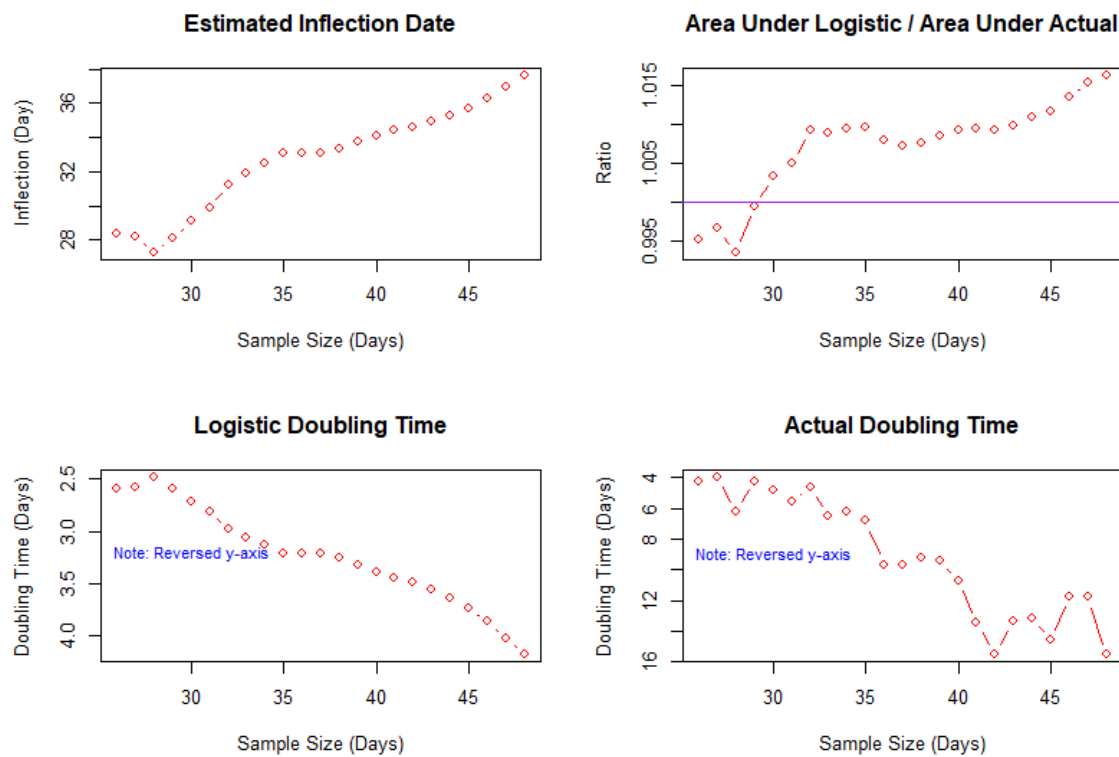 Estimated Inflection Date
Inflection (Day)
36
32
28
30 35 40 45
Sample Size (Days)
Area Under Logistic / Area Under Actual
Ratio
1.015
1.005
0.995
30 35 40 45
Sample Size (Days)
Logistic Doubling Time
Doubling Time (Days)
2.5
3.0
3.5
4.0
Note: Reversed y-axis
30 35 40 45
Sample Size (Days)
Actual Doubling Time
Doubling Time (Days)
4
6
8
12
16
Note: Reversed y-axis
30 35 40 45
Sample Size (Days)